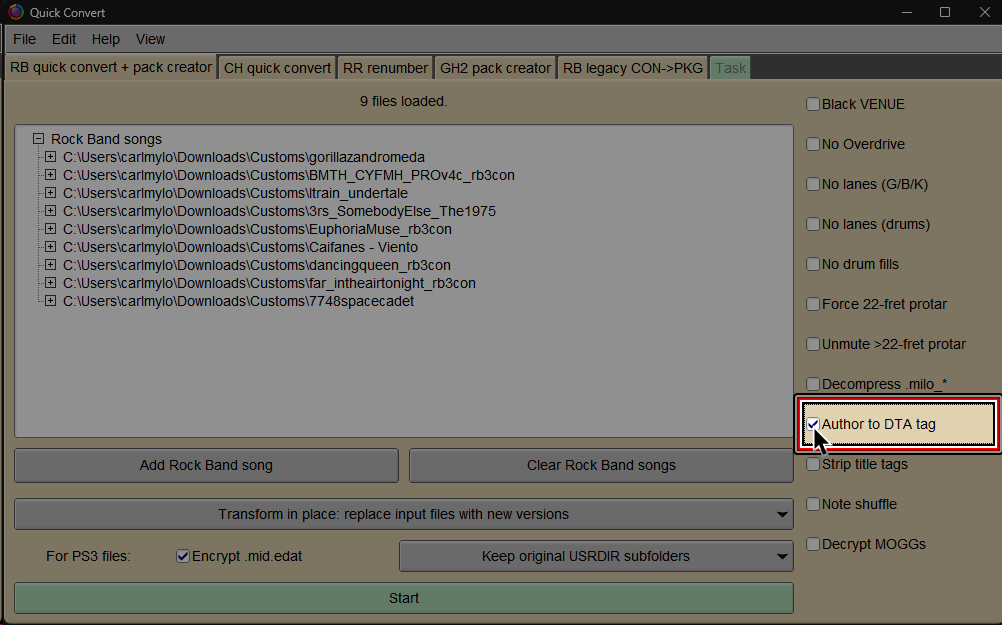 Quick Convert
File Edit Help View
RB quick convert + pack creator CH quick convert RR renumber GH2 pack creator RB legacy CON->PKG Task
9 files loaded.
Rock Band songs
C:\Users\carlmylo\Downloads\Customs\gorillazandromeda
C:\Users\carlmylo\Downloads\Customs\BMTH_CYFMH_PROv4c_rb3con
C:\Users\carlmylo\Downloads\Customs\ltrain_undertale
C:\Users\carlmylo\Downloads\Customs\3rs_SomebodyElse_The1975
C:\Users\carlmylo\Downloads\Customs\EuphoriaMuse_rb3con
C:\Users\carlmylo\Downloads\Customs\Caifanes - Viento
C:\Users\carlmylo\Downloads\Customs\dancingqueen_rb3con
C:\Users\carlmylo\Downloads\Customs\far_intheairtonight_rb3con
C:\Users\carlmylo\Downloads\Customs\7748spacecadet
Add Rock Band song Clear Rock Band songs
Transform in place: replace input files with new versions
For PS3 files: Encrypt .mid.edat Keep original USRDIR subfolders
Start
Black VENUE
No Overdrive
No lanes (G/B/K)
No lanes (drums)
No drum fills
Force 22-fret protar
Unmute >22-fret protar
Decompress .milo_*
Author to DTA tag
Strip title tags
Note shuffle
Decrypt MOGGs